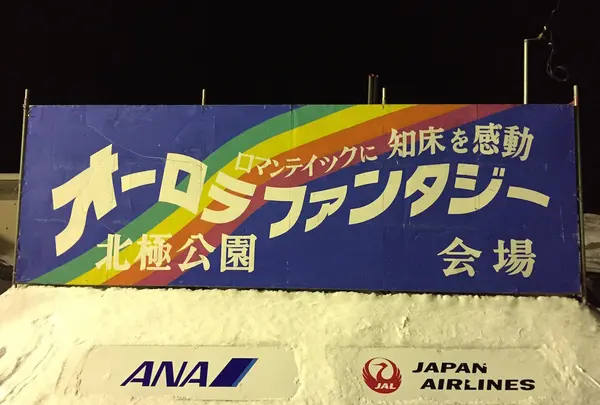 ロマンテイックに 知床を感動
オーロラファンタジー
北極公園 会場
ANA
JAL
JAPAN
AIRLINES